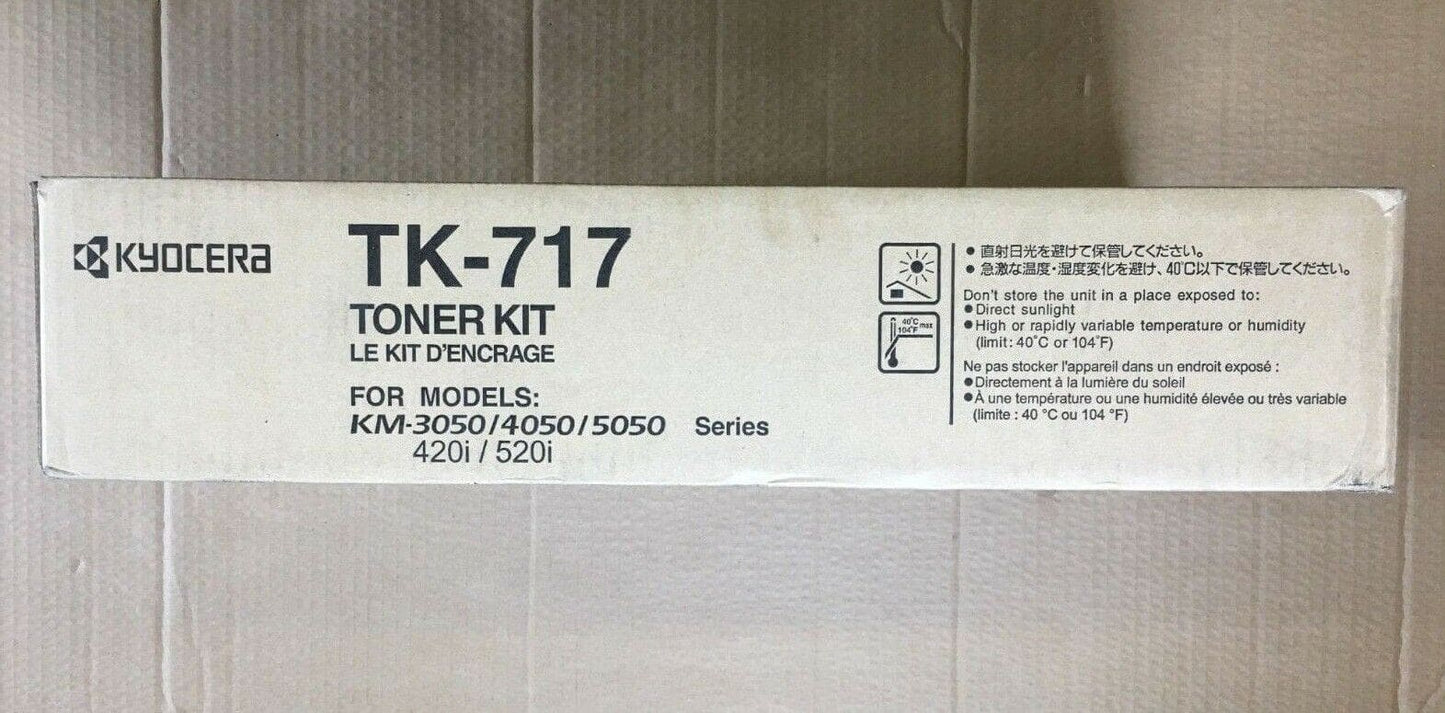 KYOCERA
TK-717
TONER KIT
LE KIT D'ENCRAGE
FOR MODELS:
KM-3050/4050/5050 Series
420i / 520i
40°C max
104°F
● 直射日光を避けて保管してください。
● 急激な温度・湿度変化を避け、40℃以下で保管してください。
Don't store the unit in a place exposed to:
● Direct sunlight
● High or rapidly variable temperature or humidity
(limit: 40°C or 104°F)
Ne pas stocker l'appareil dans un endroit exposé :
● Directement à la lumière du soleil
● À une température ou une humidité élevée ou très variable
(limite : 40 °C ou 104 °F)